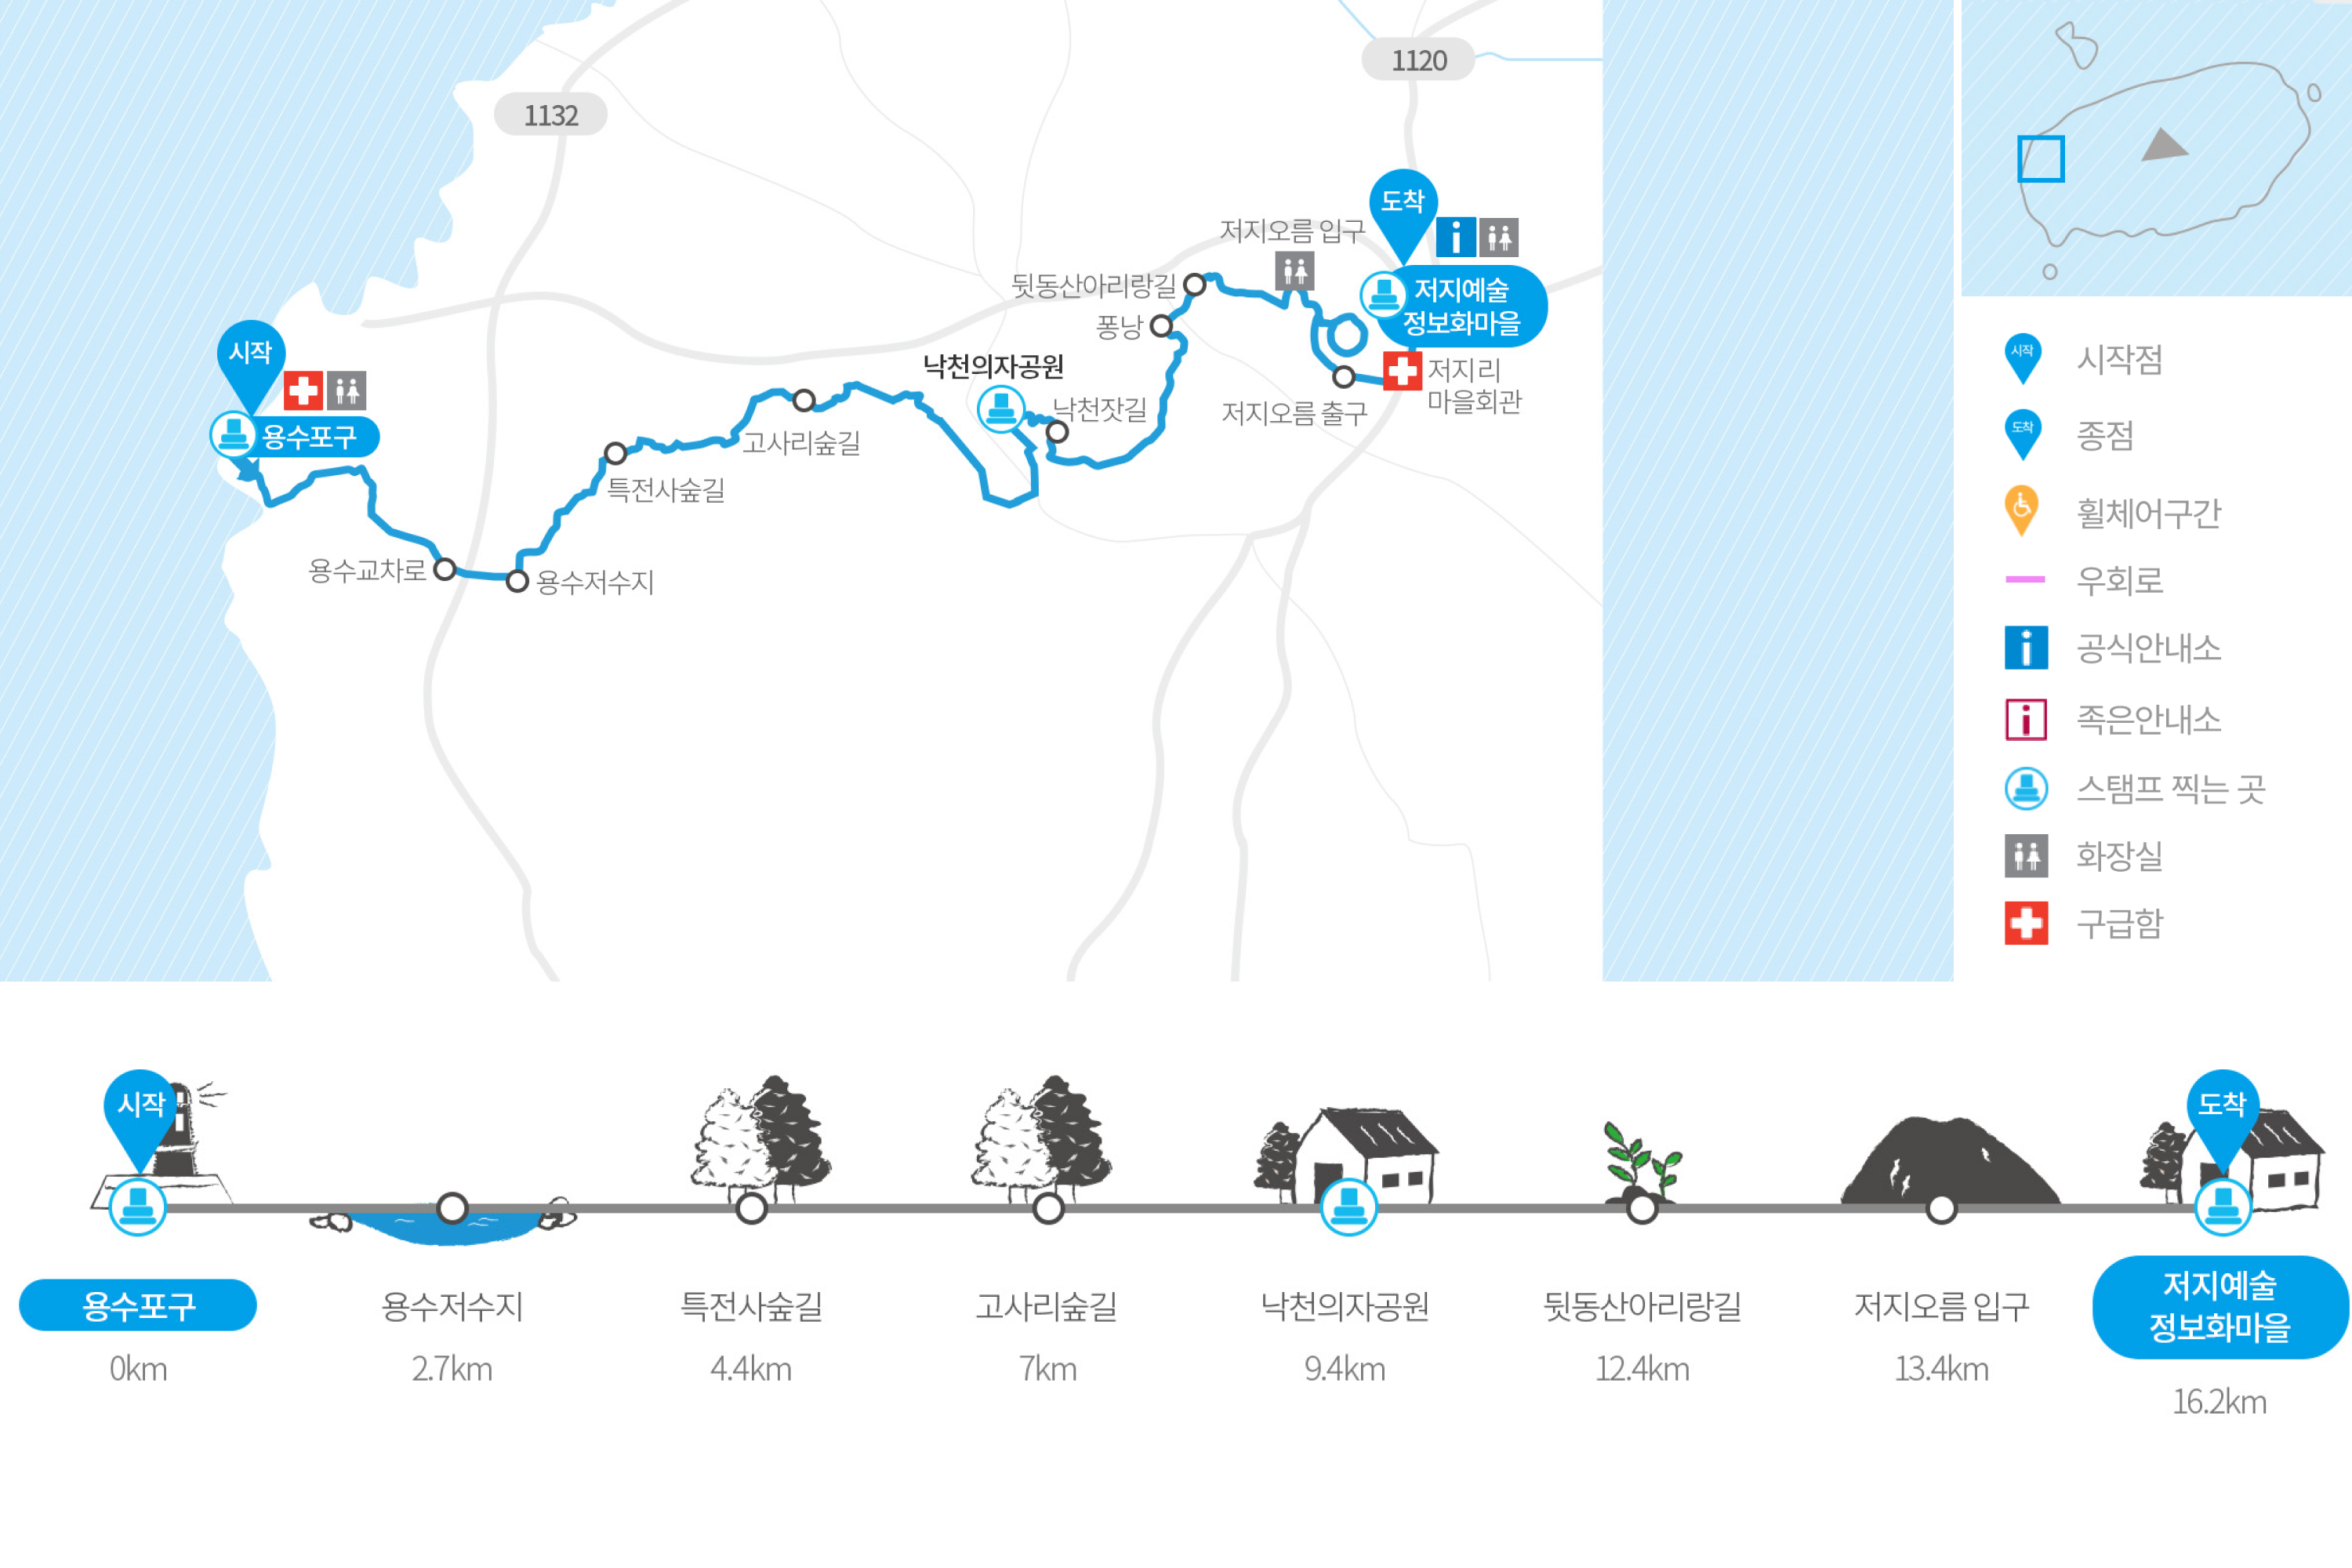 1132
1120
시작
용수포구
용수교차로
용수저수지
특전사숲길
고사리숲길
낙천의자공원
낙천잣길
퐁낭
뒷동산아리랑길
저지오름 입구
도착
저지예술
정보화마을
저지오름 출구
저지리
마을회관
시작
시작점
도착
종점
휠체어구간
우회로
공식안내소
족은안내소
스탬프 찍는 곳
화장실
구급함
시작
도착
용수포구
용수저수지
특전사숲길
고사리숲길
낙천의자공원
뒷동산아리랑길
저지오름 입구
저지예술
정보화마을
0km
2.7km
4.4km
7km
9.4km
12.4km
13.4km
16.2km